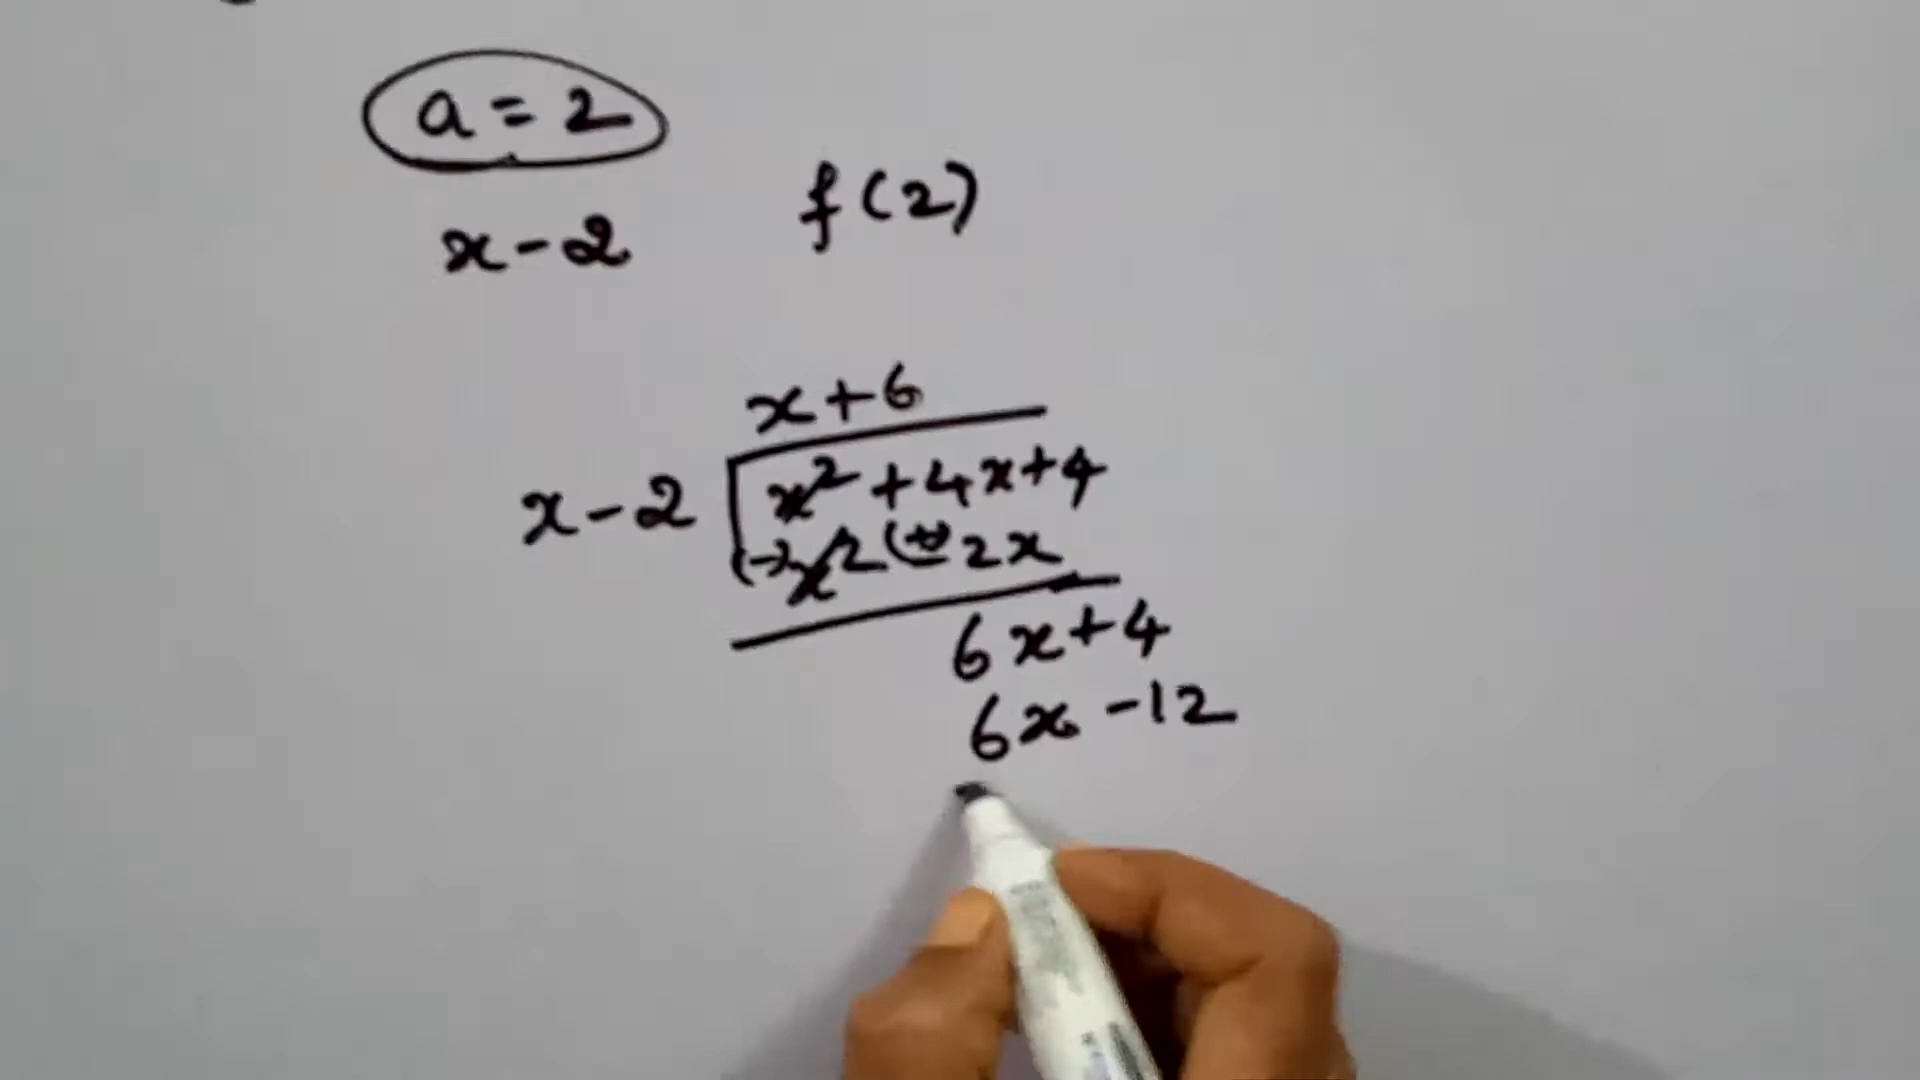 a = 2
x - 2
f(2)
x + 6
x - 2
x² + 4x + 4
(-) x² (+) - 2x
6x + 4
6x - 12